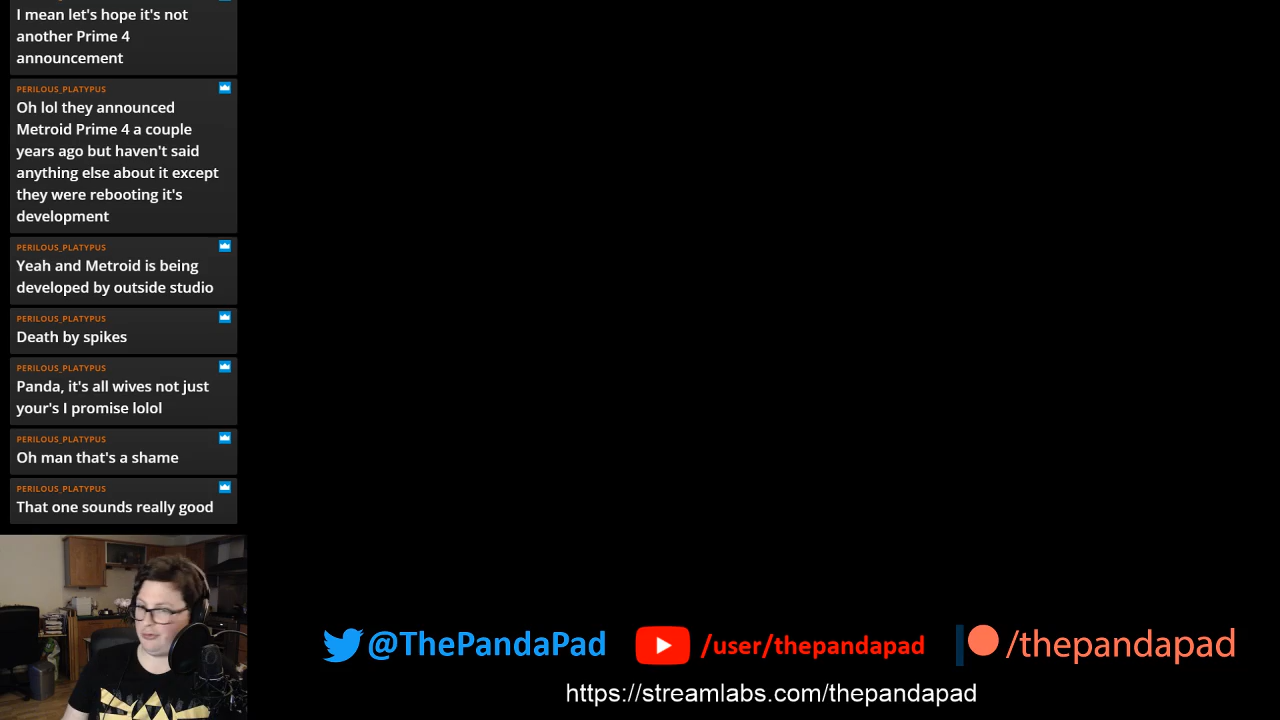 I mean let's hope it's not
another Prime 4
announcement
PERILOUS_PLATYPUS
Oh lol they announced
Metroid Prime 4 a couple
years ago but haven't said
anything else about it except
they were rebooting it's
development
PERILOUS_PLATYPUS
Yeah and Metroid is being
developed by outside studio
PERILOUS_PLATYPUS
Death by spikes
PERILOUS_PLATYPUS
Panda, it's all wives not just
your's I promise lolol
PERILOUS_PLATYPUS
Oh man that's a shame
PERILOUS_PLATYPUS
That one sounds really good
@ThePandaPad
/user/thepandapad
/thepandapad
https://streamlabs.com/thepandapad